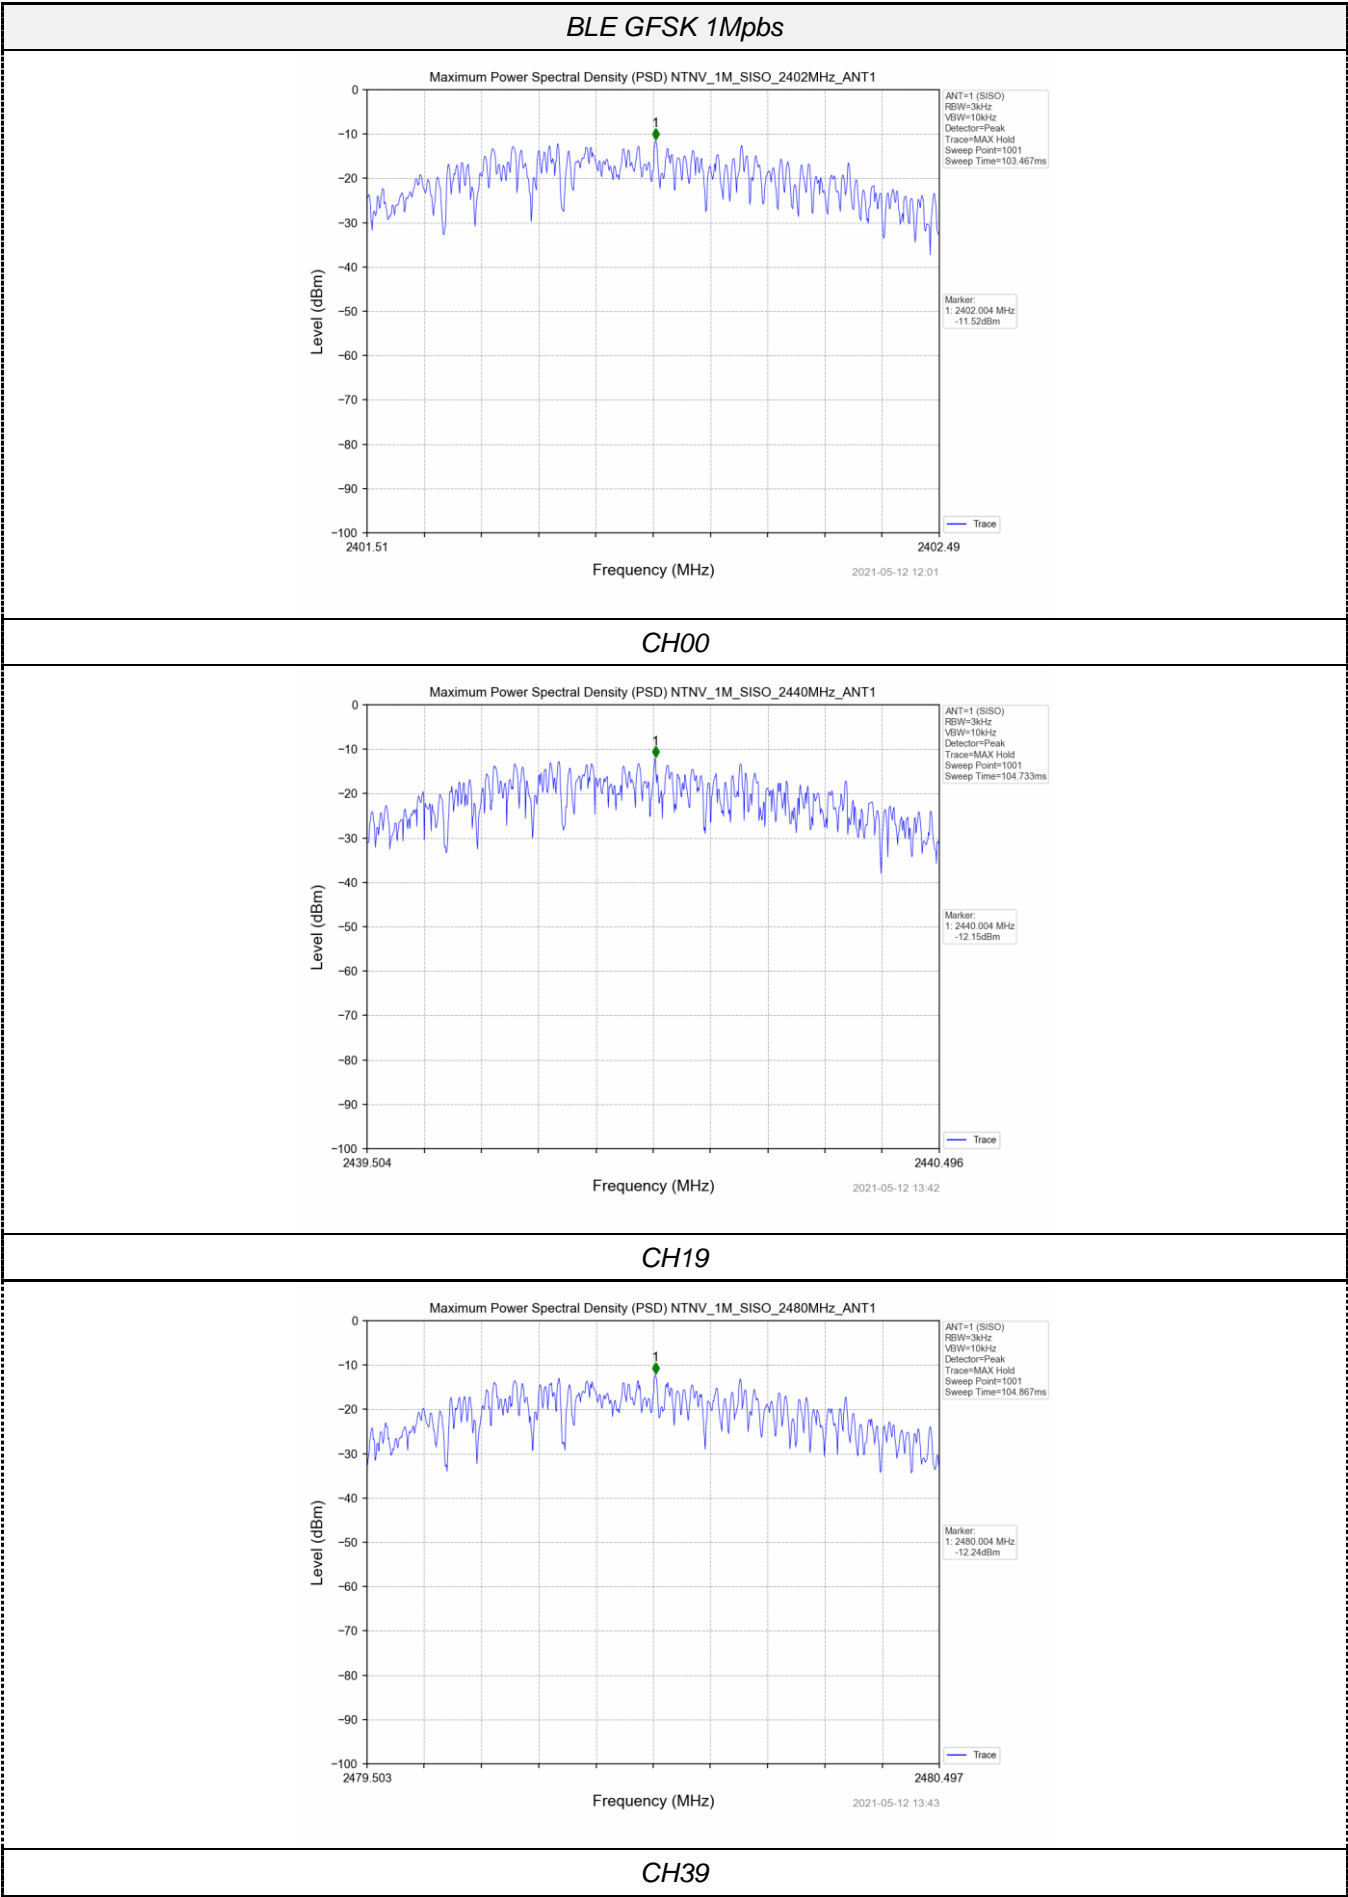 BLE GFSK 1Mpbs
Maximum Power Spectral Density (PSD) NTNV_1M_SISO_2402MHz_ANT1
0
−10
−20
−30
−40
−50
−60
−70
−80
−90
−100
Level (dBm)
1
ANT=1 (SISO)
RBW=3kHz
VBW=10kHz
Detector=Peak
Trace=MAX Hold
Sweep Point=1001
Sweep Time=103.467ms
Marker:
1: 2402.004 MHz
-11.52dBm
Trace
2401.51
2402.49
Frequency (MHz)
2021-05-12 12:01
CH00
Maximum Power Spectral Density (PSD) NTNV_1M_SISO_2440MHz_ANT1
0
−10
−20
−30
−40
−50
−60
−70
−80
−90
−100
Level (dBm)
1
ANT=1 (SISO)
RBW=3kHz
VBW=10kHz
Detector=Peak
Trace=MAX Hold
Sweep Point=1001
Sweep Time=104.733ms
Marker:
1: 2440.004 MHz
-12.15dBm
Trace
2439.504
2440.496
Frequency (MHz)
2021-05-12 13:42
CH19
Maximum Power Spectral Density (PSD) NTNV_1M_SISO_2480MHz_ANT1
0
−10
−20
−30
−40
−50
−60
−70
−80
−90
−100
Level (dBm)
1
ANT=1 (SISO)
RBW=3kHz
VBW=10kHz
Detector=Peak
Trace=MAX Hold
Sweep Point=1001
Sweep Time=104.867ms
Marker:
1: 2480.004 MHz
-12.24dBm
Trace
2479.503
2480.497
Frequency (MHz)
2021-05-12 13:43
CH39